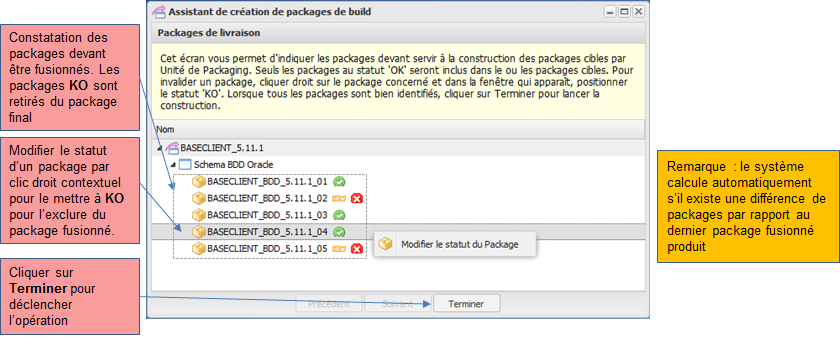 Constatation des
packages devant
être fusionnés. Les
packages KO sont
retirés du package
final
Modifier le statut
d'un package par
clic droit contextuel
pour le mettre à KO
pour l'exclure du
package fusionné.
Cliquer sur
Terminer pour
déclencher
l'opération
Assistant de création de packages de build
Packages de livraison
Cet écran vous permet d'indiquer les packages devant servir à la construction des packages cibles par
Unité de Packaging. Seuls les packages au statut 'OK' seront inclus dans le ou les packages cibles. Pour
invalider un package, cliquer droit sur le package concerné et dans la fenêtre qui apparaît, positionner
le statut 'KO'. Lorsque tous les packages sont bien identifiés, cliquer sur Terminer pour lancer la
construction.
Nom
BASECLIENT_5.11.1
Schema BDD Oracle
BASECLIENT_BDD_5.11.1_01
BASECLIENT_BDD_5.11.1_02 NEW
BASECLIENT_BDD_5.11.1_03
BASECLIENT_BDD_5.11.1_04
BASECLIENT_BDD_5.11.1_05 NEW
Modifier le statut du Package
Précédent Suivant Terminer
Remarque : le système
calcule automatiquement
s'il existe une différence de
packages par rapport au
dernier package fusionné
produit